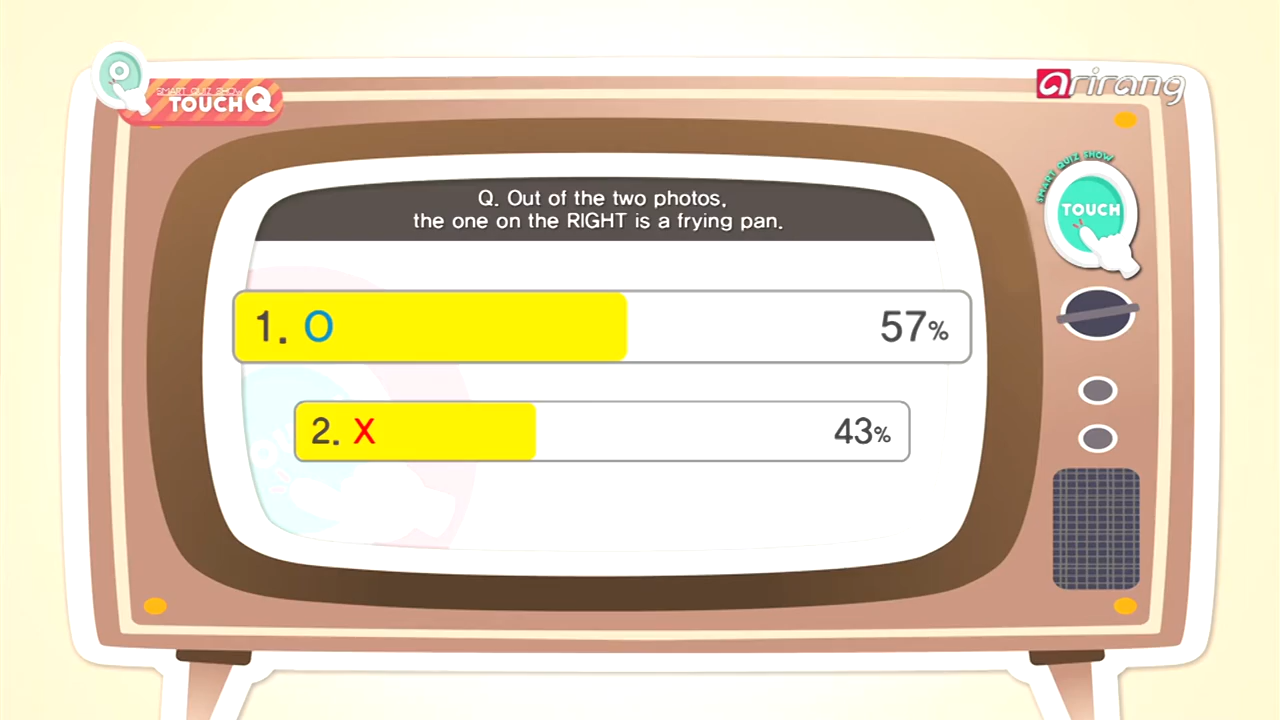 SMART QUIZ SHOW
TOUCH Q
arirang
SMART QUIZ SHOW
TOUCH
Q. Out of the two photos,
the one on the RIGHT is a frying pan.
1. O 57%
2. X 43%